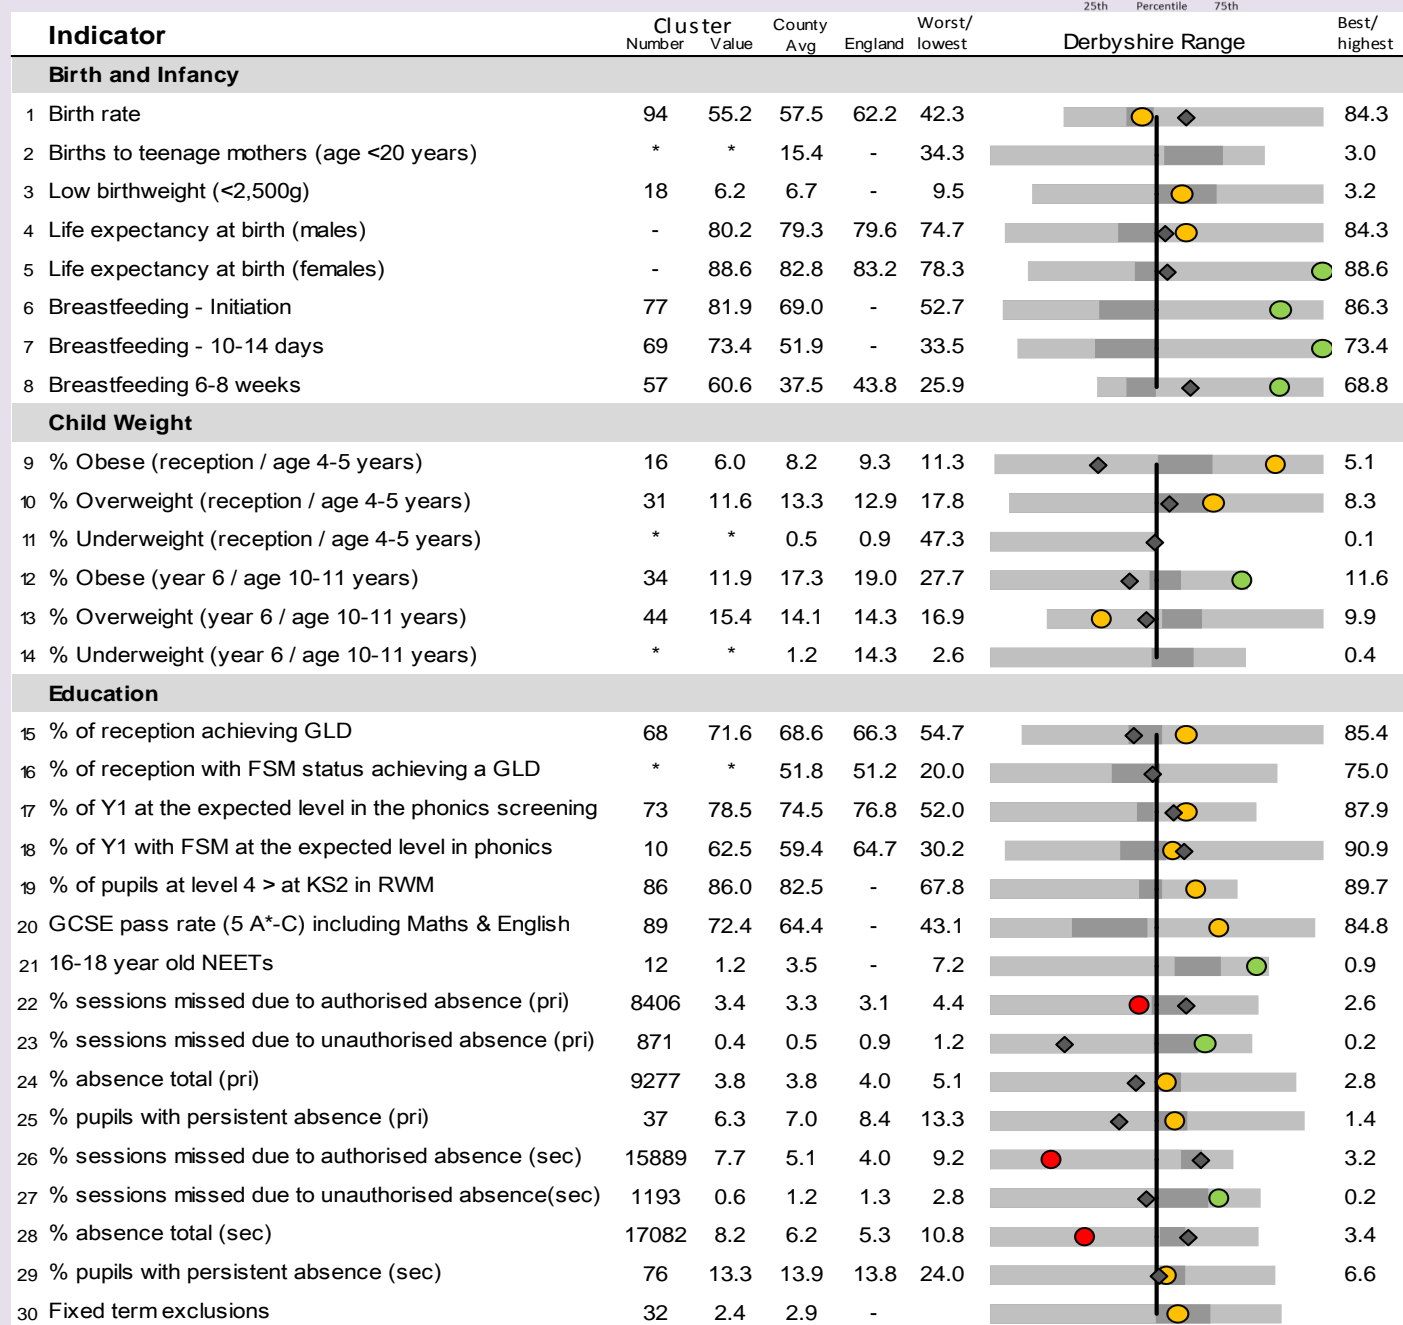 25th Percentile 75th
Indicator Cluster Number Value County Avg England Worst/ lowest Derbyshire Range Best/ highest
Birth and Infancy
1 Birth rate 94 55.2 57.5 62.2 42.3 84.3
2 Births to teenage mothers (age <20 years) * * 15.4 - 34.3 3.0
3 Low birthweight (<2,500g) 18 6.2 6.7 - 9.5 3.2
4 Life expectancy at birth (males) - 80.2 79.3 79.6 74.7 84.3
5 Life expectancy at birth (females) - 88.6 82.8 83.2 78.3 88.6
6 Breastfeeding - Initiation 77 81.9 69.0 - 52.7 86.3
7 Breastfeeding - 10-14 days 69 73.4 51.9 - 33.5 73.4
8 Breastfeeding 6-8 weeks 57 60.6 37.5 43.8 25.9 68.8
Child Weight
9 % Obese (reception / age 4-5 years) 16 6.0 8.2 9.3 11.3 5.1
10 % Overweight (reception / age 4-5 years) 31 11.6 13.3 12.9 17.8 8.3
11 % Underweight (reception / age 4-5 years) * * 0.5 0.9 47.3 0.1
12 % Obese (year 6 / age 10-11 years) 34 11.9 17.3 19.0 27.7 11.6
13 % Overweight (year 6 / age 10-11 years) 44 15.4 14.1 14.3 16.9 9.9
14 % Underweight (year 6 / age 10-11 years) * * 1.2 14.3 2.6 0.4
Education
15 % of reception achieving GLD 68 71.6 68.6 66.3 54.7 85.4
16 % of reception with FSM status achieving a GLD * * 51.8 51.2 20.0 75.0
17 % of Y1 at the expected level in the phonics screening 73 78.5 74.5 76.8 52.0 87.9
18 % of Y1 with FSM at the expected level in phonics 10 62.5 59.4 64.7 30.2 90.9
19 % of pupils at level 4 > at KS2 in RWM 86 86.0 82.5 - 67.8 89.7
20 GCSE pass rate (5 A*-C) including Maths & English 89 72.4 64.4 - 43.1 84.8
21 16-18 year old NEETs 12 1.2 3.5 - 7.2 0.9
22 % sessions missed due to authorised absence (pri) 8406 3.4 3.3 3.1 4.4 2.6
23 % sessions missed due to unauthorised absence (pri) 871 0.4 0.5 0.9 1.2 0.2
24 % absence total (pri) 9277 3.8 3.8 4.0 5.1 2.8
25 % pupils with persistent absence (pri) 37 6.3 7.0 8.4 13.3 1.4
26 % sessions missed due to authorised absence (sec) 15889 7.7 5.1 4.0 9.2 3.2
27 % sessions missed due to unauthorised absence(sec) 1193 0.6 1.2 1.3 2.8 0.2
28 % absence total (sec) 17082 8.2 6.2 5.3 10.8 3.4
29 % pupils with persistent absence (sec) 76 13.3 13.9 13.8 24.0 6.6
30 Fixed term exclusions 32 2.4 2.9 -